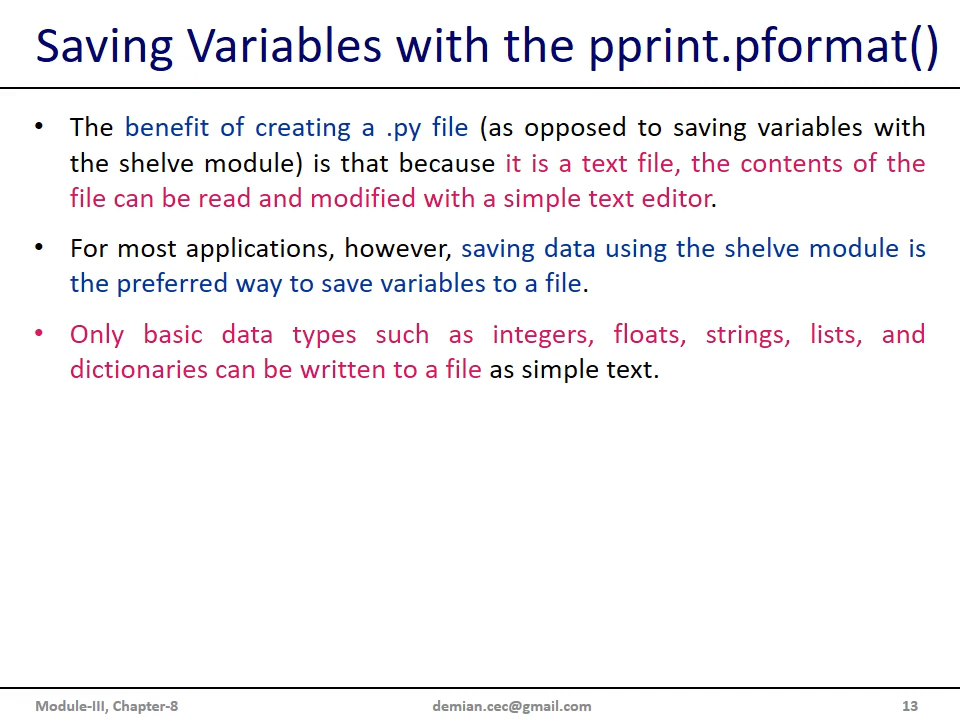 Saving Variables with the pprint.pformat()
• The benefit of creating a .py file (as opposed to saving variables with
the shelve module) is that because it is a text file, the contents of the
file can be read and modified with a simple text editor.
• For most applications, however, saving data using the shelve module is
the preferred way to save variables to a file.
• Only basic data types such as integers, floats, strings, lists, and
dictionaries can be written to a file as simple text.
Module-III, Chapter-8 demian.cec@gmail.com 13